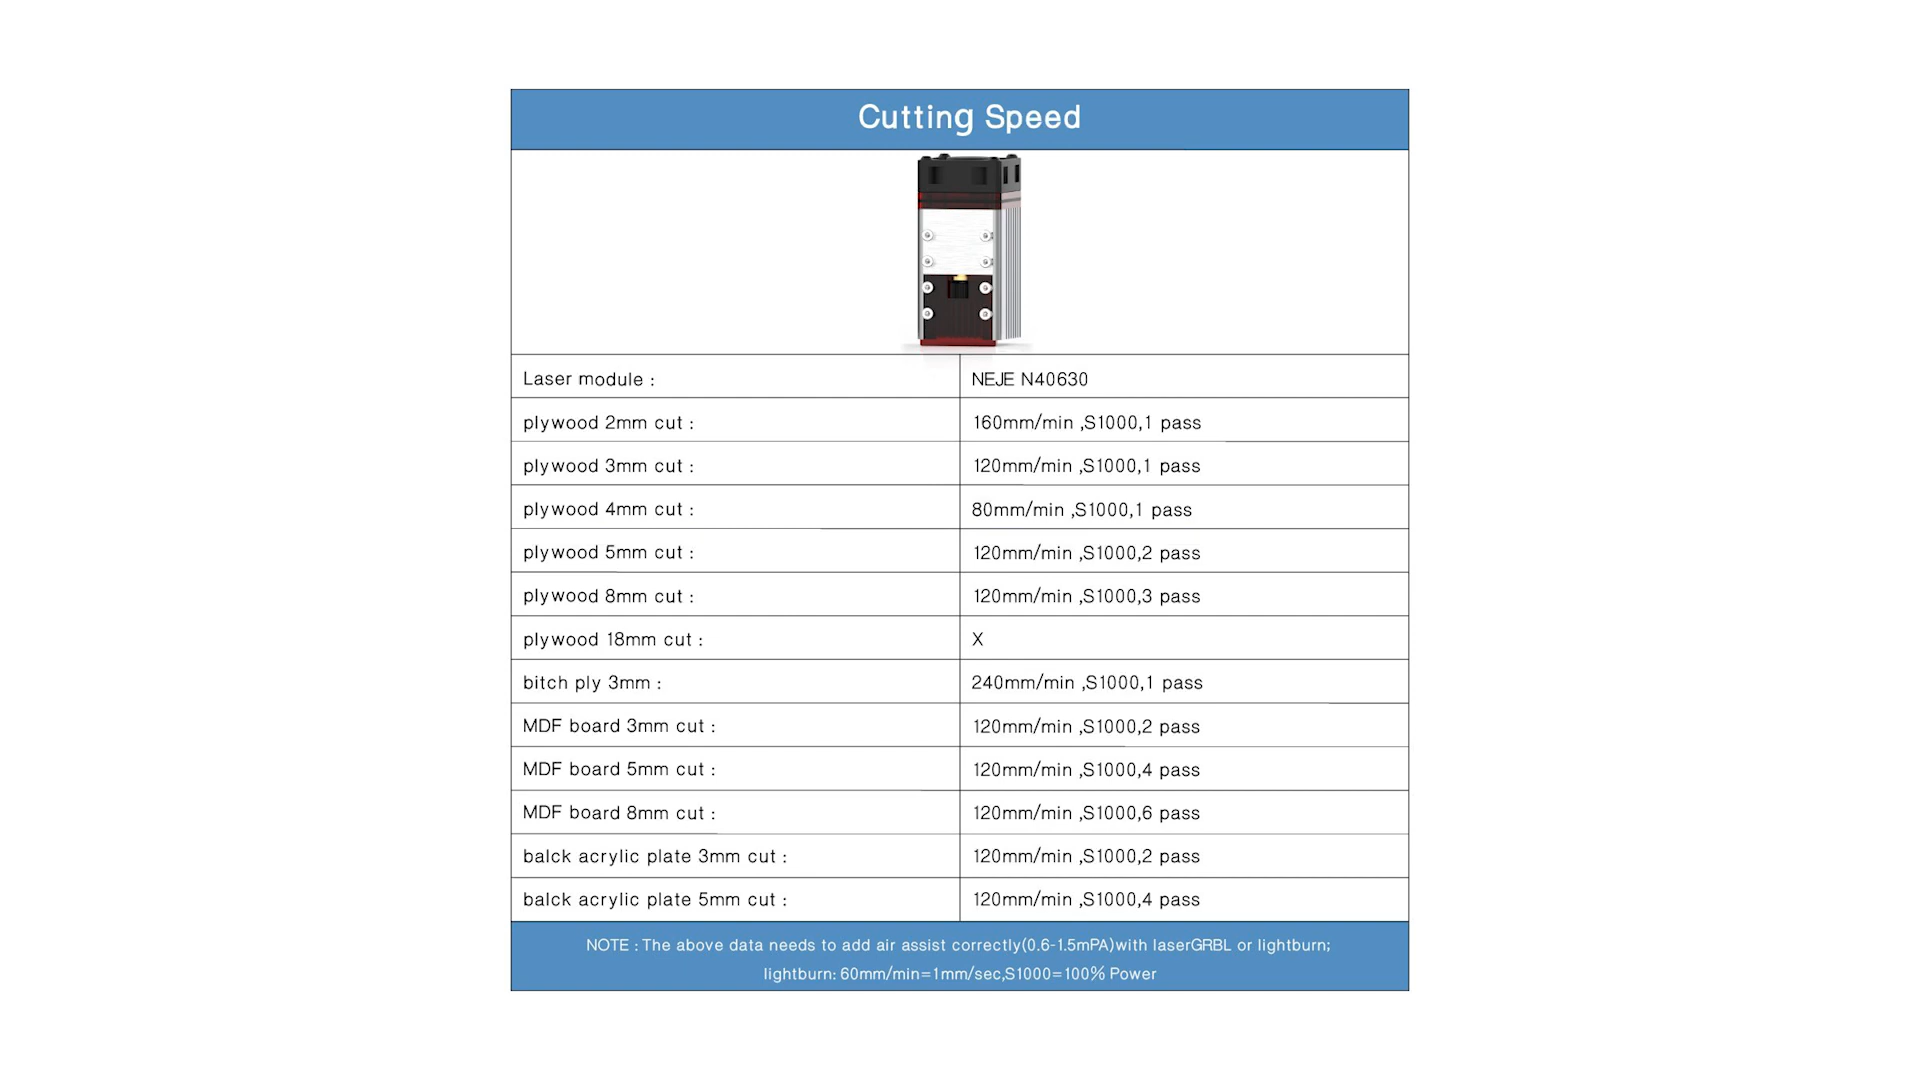 Cutting Speed
Laser module : NEJE N40630
plywood 2mm cut : 160mm/min ,S1000,1 pass
plywood 3mm cut : 120mm/min ,S1000,1 pass
plywood 4mm cut : 80mm/min ,S1000,1 pass
plywood 5mm cut : 120mm/min ,S1000,2 pass
plywood 8mm cut : 120mm/min ,S1000,3 pass
plywood 18mm cut : X
bitch ply 3mm : 240mm/min ,S1000,1 pass
MDF board 3mm cut : 120mm/min ,S1000,2 pass
MDF board 5mm cut : 120mm/min ,S1000,4 pass
MDF board 8mm cut : 120mm/min ,S1000,6 pass
balck acrylic plate 3mm cut : 120mm/min ,S1000,2 pass
balck acrylic plate 5mm cut : 120mm/min ,S1000,4 pass
NOTE : The above data needs to add air assist correctly(0.6-1.5mPA)with laserGRBL or lightburn;
lightburn: 60mm/min=1mm/sec,S1000=100% Power